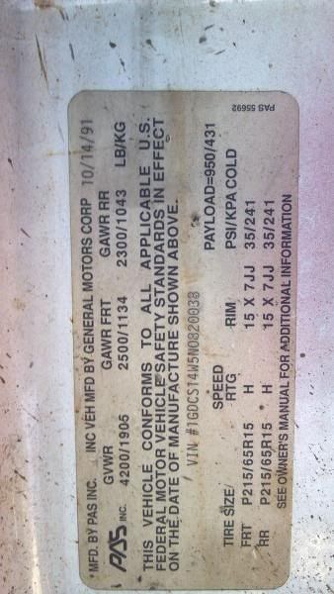 *MFD. BY PAS INC. INC VEH MFD BY GENERAL MOTORS CORP 10/14/91
GVWR GAWR FRT GAWR RR
PAS INC. 4200/1905 2500/1134 2300/1043 LB/KG
THIS VEHICLE CONFORMS TO ALL APPLICABLE U.S.
FEDERAL MOTOR VEHICLE SAFETY STANDARDS IN EFFECT
ON THE DATE OF MANUFACTURE SHOWN ABOVE.
VIN #1GDCS14W5N0820038
PAYLOAD=950/431
TIRE SIZE SPEED RTG RIM PSI/KPA COLD
FRT P215/65R15 H 15 X 7JJ 35/241
RR P215/65R15 H 15 X 7JJ 35/241
SEE OWNER'S MANUAL FOR ADDITIONAL INFORMATION
PAS 55692